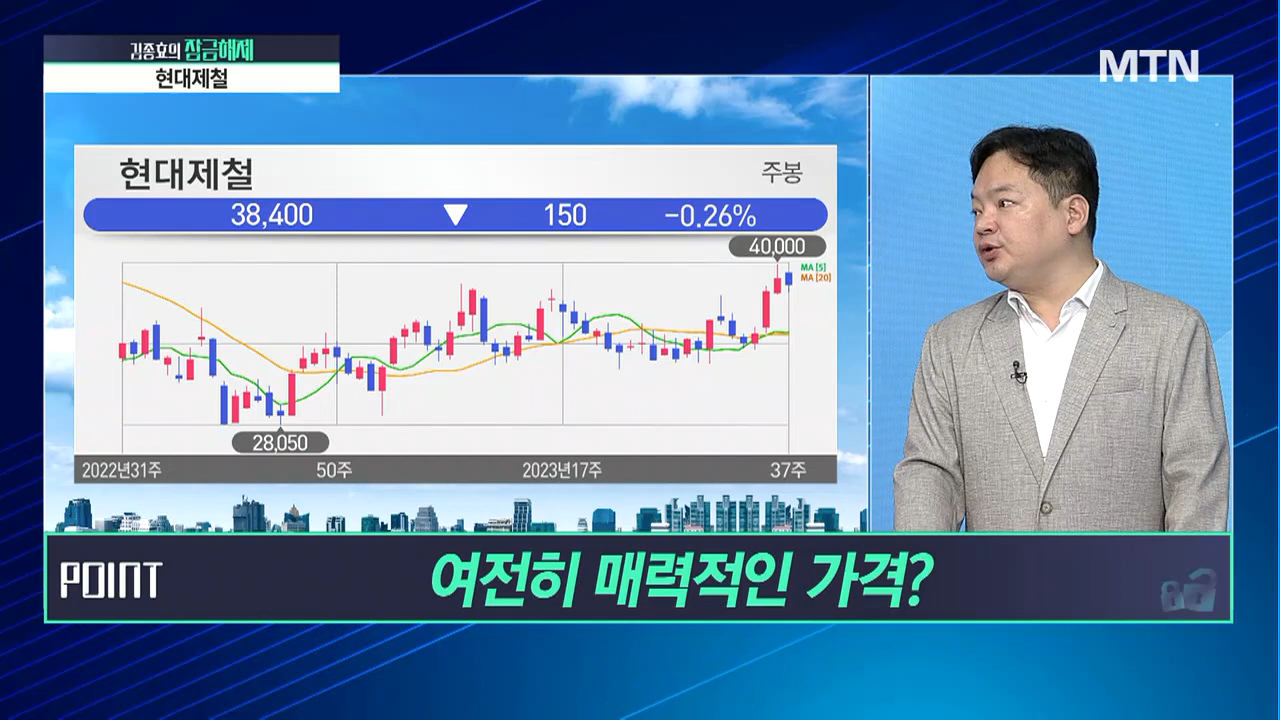 김종효의 잠금해제
현대제철
MTN
현대제철
주봉
38,400 ▼ 150 -0.26%
40,000
MA [5]
MA [20]
28,050
2022년31주 50주 2023년17주 37주
POINT
여전히 매력적인 가격?